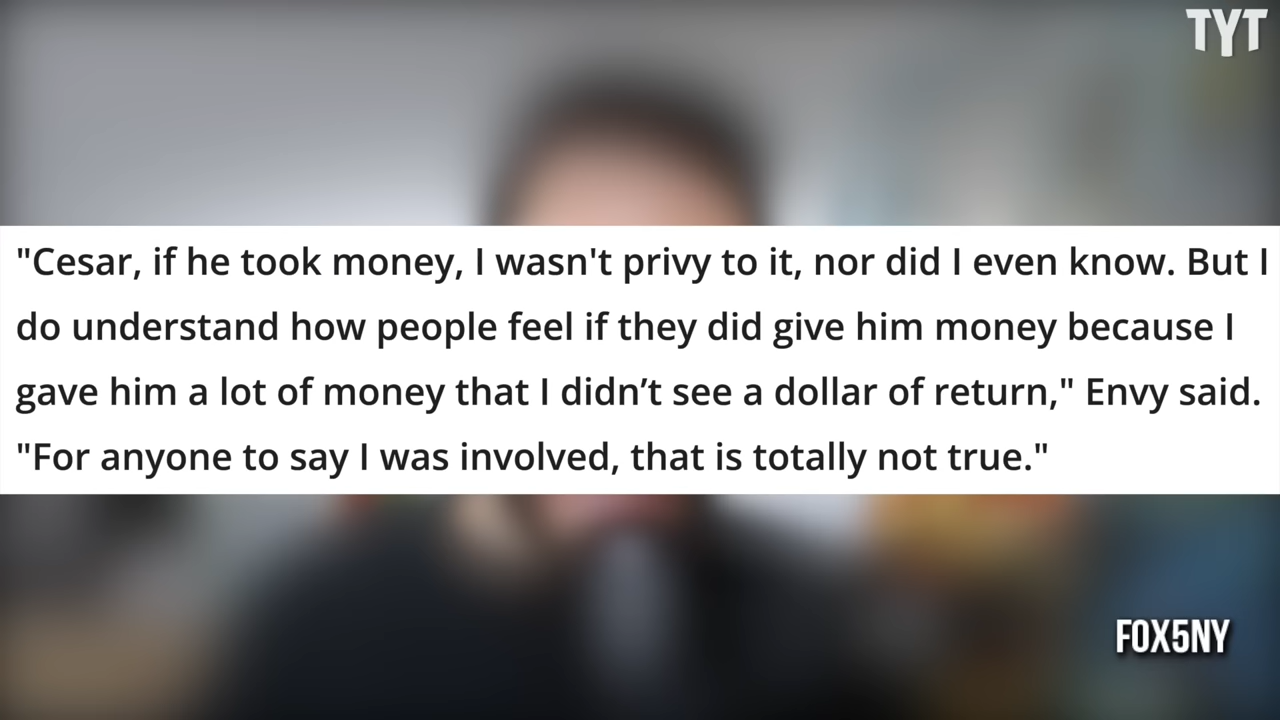 TYT
"Cesar, if he took money, I wasn't privy to it, nor did I even know. But I
do understand how people feel if they did give him money because I
gave him a lot of money that I didn’t see a dollar of return," Envy said.
"For anyone to say I was involved, that is totally not true."
FOX5NY